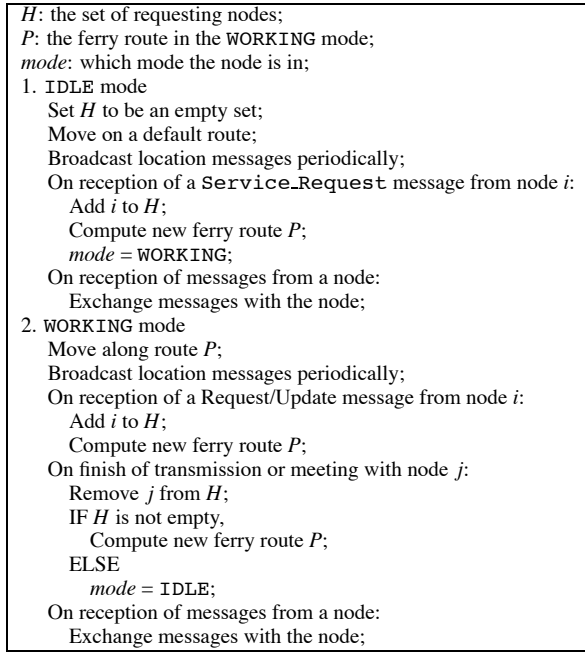 H: the set of requesting nodes;
P: the ferry route in the WORKING mode;
mode: which mode the node is in;
1. IDLE mode
Set H to be an empty set;
Move on a default route;
Broadcast location messages periodically;
On reception of a Service_Request message from node i:
Add i to H;
Compute new ferry route P;
mode = WORKING;
On reception of messages from a node:
Exchange messages with the node;
2. WORKING mode
Move along route P;
Broadcast location messages periodically;
On reception of a Request/Update message from node i:
Add i to H;
Compute new ferry route P;
On finish of transmission or meeting with node j:
Remove j from H;
IF H is not empty,
Compute new ferry route P;
ELSE
mode = IDLE;
On reception of messages from a node:
Exchange messages with the node;